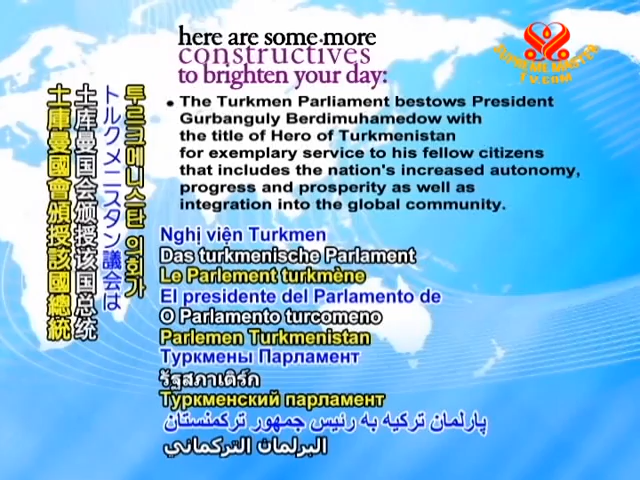 here are some more
constructives
to brighten your day:
SUPREME MASTER
TV.COM
• The Turkmen Parliament bestows President
Gurbanguly Berdimuhamedow with
the title of Hero of Turkmenistan
for exemplary service to his fellow citizens
that includes the nation's increased autonomy,
progress and prosperity as well as
integration into the global community.
투르크메니스탄 의회가
トルクメニスタン議会は
土库曼国会颁授该国总统
土庫曼國會頒授該國總統
Nghị viện Turkmen
Das turkmenische Parlament
Le Parlement turkmène
El presidente del Parlamento de
O Parlamento turcomeno
Parlemen Turkmenistan
Туркмены Парламент
รัฐสภาเติร์ก
Туркменский парламент
پارلمان ترکیه به رئیس جمهور ترکمنستان
البرلمان التركماني